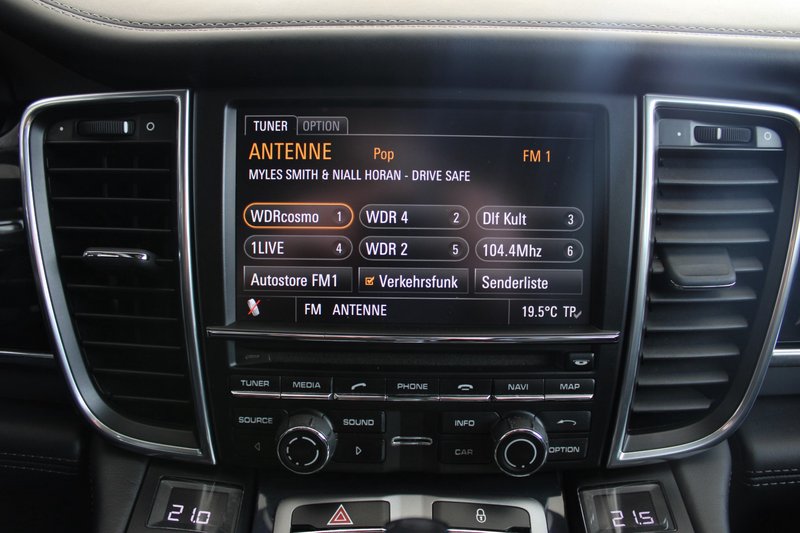 TUNER OPTION
ANTENNE Pop FM 1
MYLES SMITH & NIALL HORAN - DRIVE SAFE
WDRcosmo 1 WDR 4 2 Dlf Kult 3
1LIVE 4 WDR 2 5 104.4Mhz 6
Autostore FM1 Verkehrsfunk Senderliste
FM ANTENNE 19.5°C TP
TUNER MEDIA PHONE NAVI MAP
SOURCE SOUND INFO
CAR OPTION
21.0 21.5